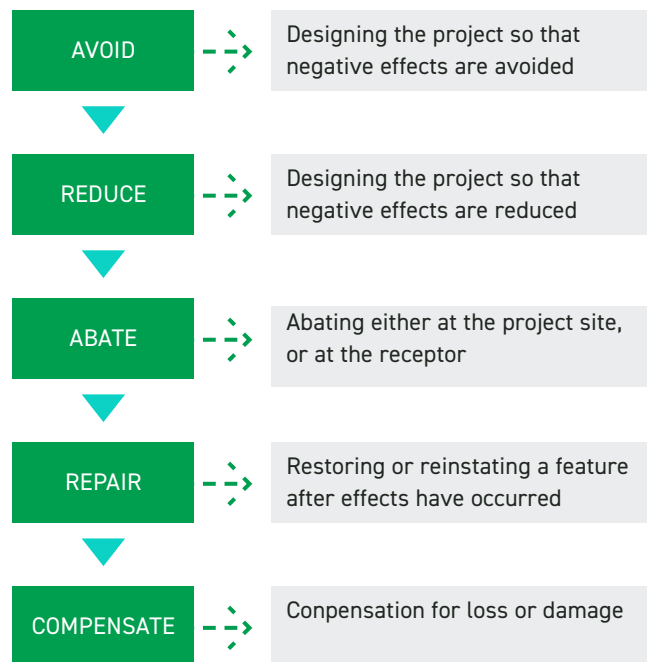 AVOID
Designing the project so that
negative effects are avoided
REDUCE
Designing the project so that
negative effects are reduced
ABATE
Abating either at the project site,
or at the receptor
REPAIR
Restoring or reinstating a feature
after effects have occurred
COMPENSATE
Conpensation for loss or damage